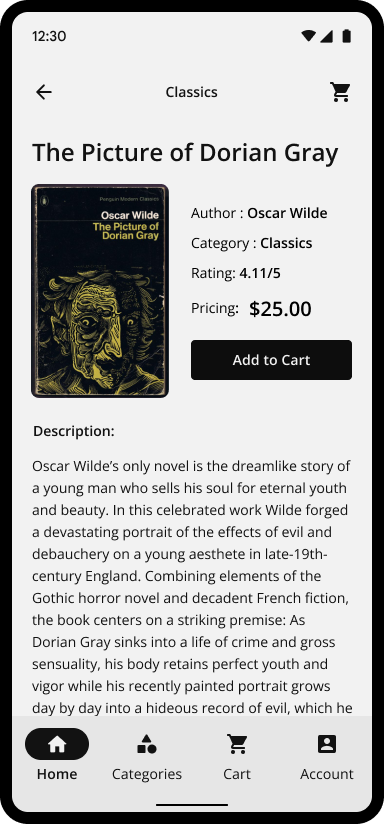 12:30
Classics
The Picture of Dorian Gray
Penguin Modern Classics
Oscar Wilde
The Picture of
Dorian Gray
Author : Oscar Wilde
Category : Classics
Rating: 4.11/5
Pricing: $25.00
Add to Cart
Description:
Oscar Wilde’s only novel is the dreamlike story of
a young man who sells his soul for eternal youth
and beauty. In this celebrated work Wilde forged
a devastating portrait of the effects of evil and
debauchery on a young aesthete in late-19th-
century England. Combining elements of the
Gothic horror novel and decadent French fiction,
the book centers on a striking premise: As
Dorian Gray sinks into a life of crime and gross
sensuality, his body retains perfect youth and
vigor while his recently painted portrait grows
day by day into a hideous record of evil, which he
Home
Categories
Cart
Account